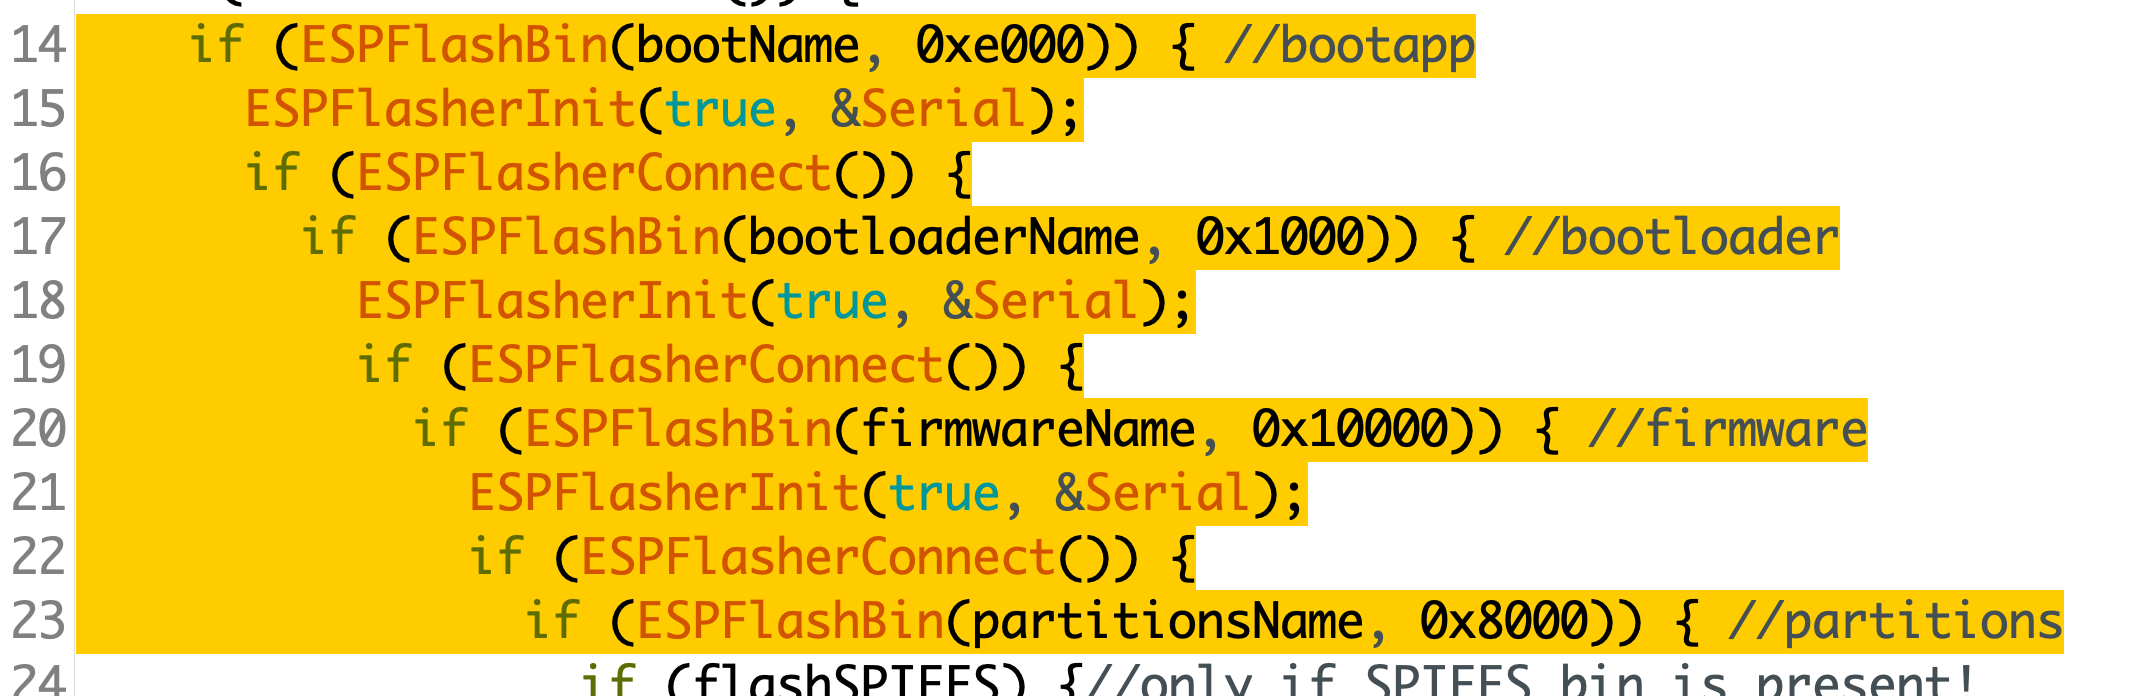 14 if (ESPFlashBin(bootName, 0xe000)) { //bootapp
15 ESPFlasherInit(true, &Serial);
16 if (ESPFlasherConnect()) {
17 if (ESPFlashBin(bootloaderName, 0x1000)) { //bootloader
18 ESPFlasherInit(true, &Serial);
19 if (ESPFlasherConnect()) {
20 if (ESPFlashBin(firmwareName, 0x10000)) { //firmware
21 ESPFlasherInit(true, &Serial);
22 if (ESPFlasherConnect()) {
23 if (ESPFlashBin(partitionsName, 0x8000)) { //partitions
24 if (flashSPIFFS) {//only if SPIFFS bin is present!